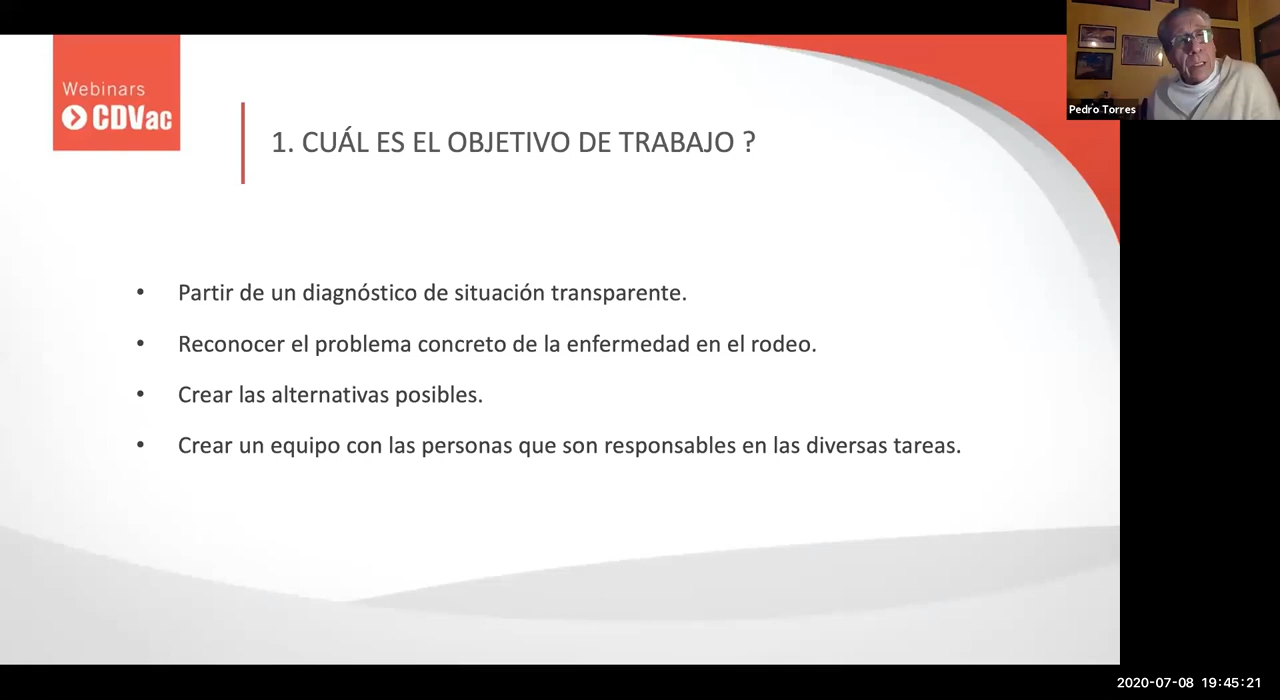 Webinars
CDVac
1. CUÁL ES EL OBJETIVO DE TRABAJO ?
Pedro Torres
• Partir de un diagnóstico de situación transparente.
• Reconocer el problema concreto de la enfermedad en el rodeo.
• Crear las alternativas posibles.
• Crear un equipo con las personas que son responsables en las diversas tareas.
2020-07-08 19:45:21